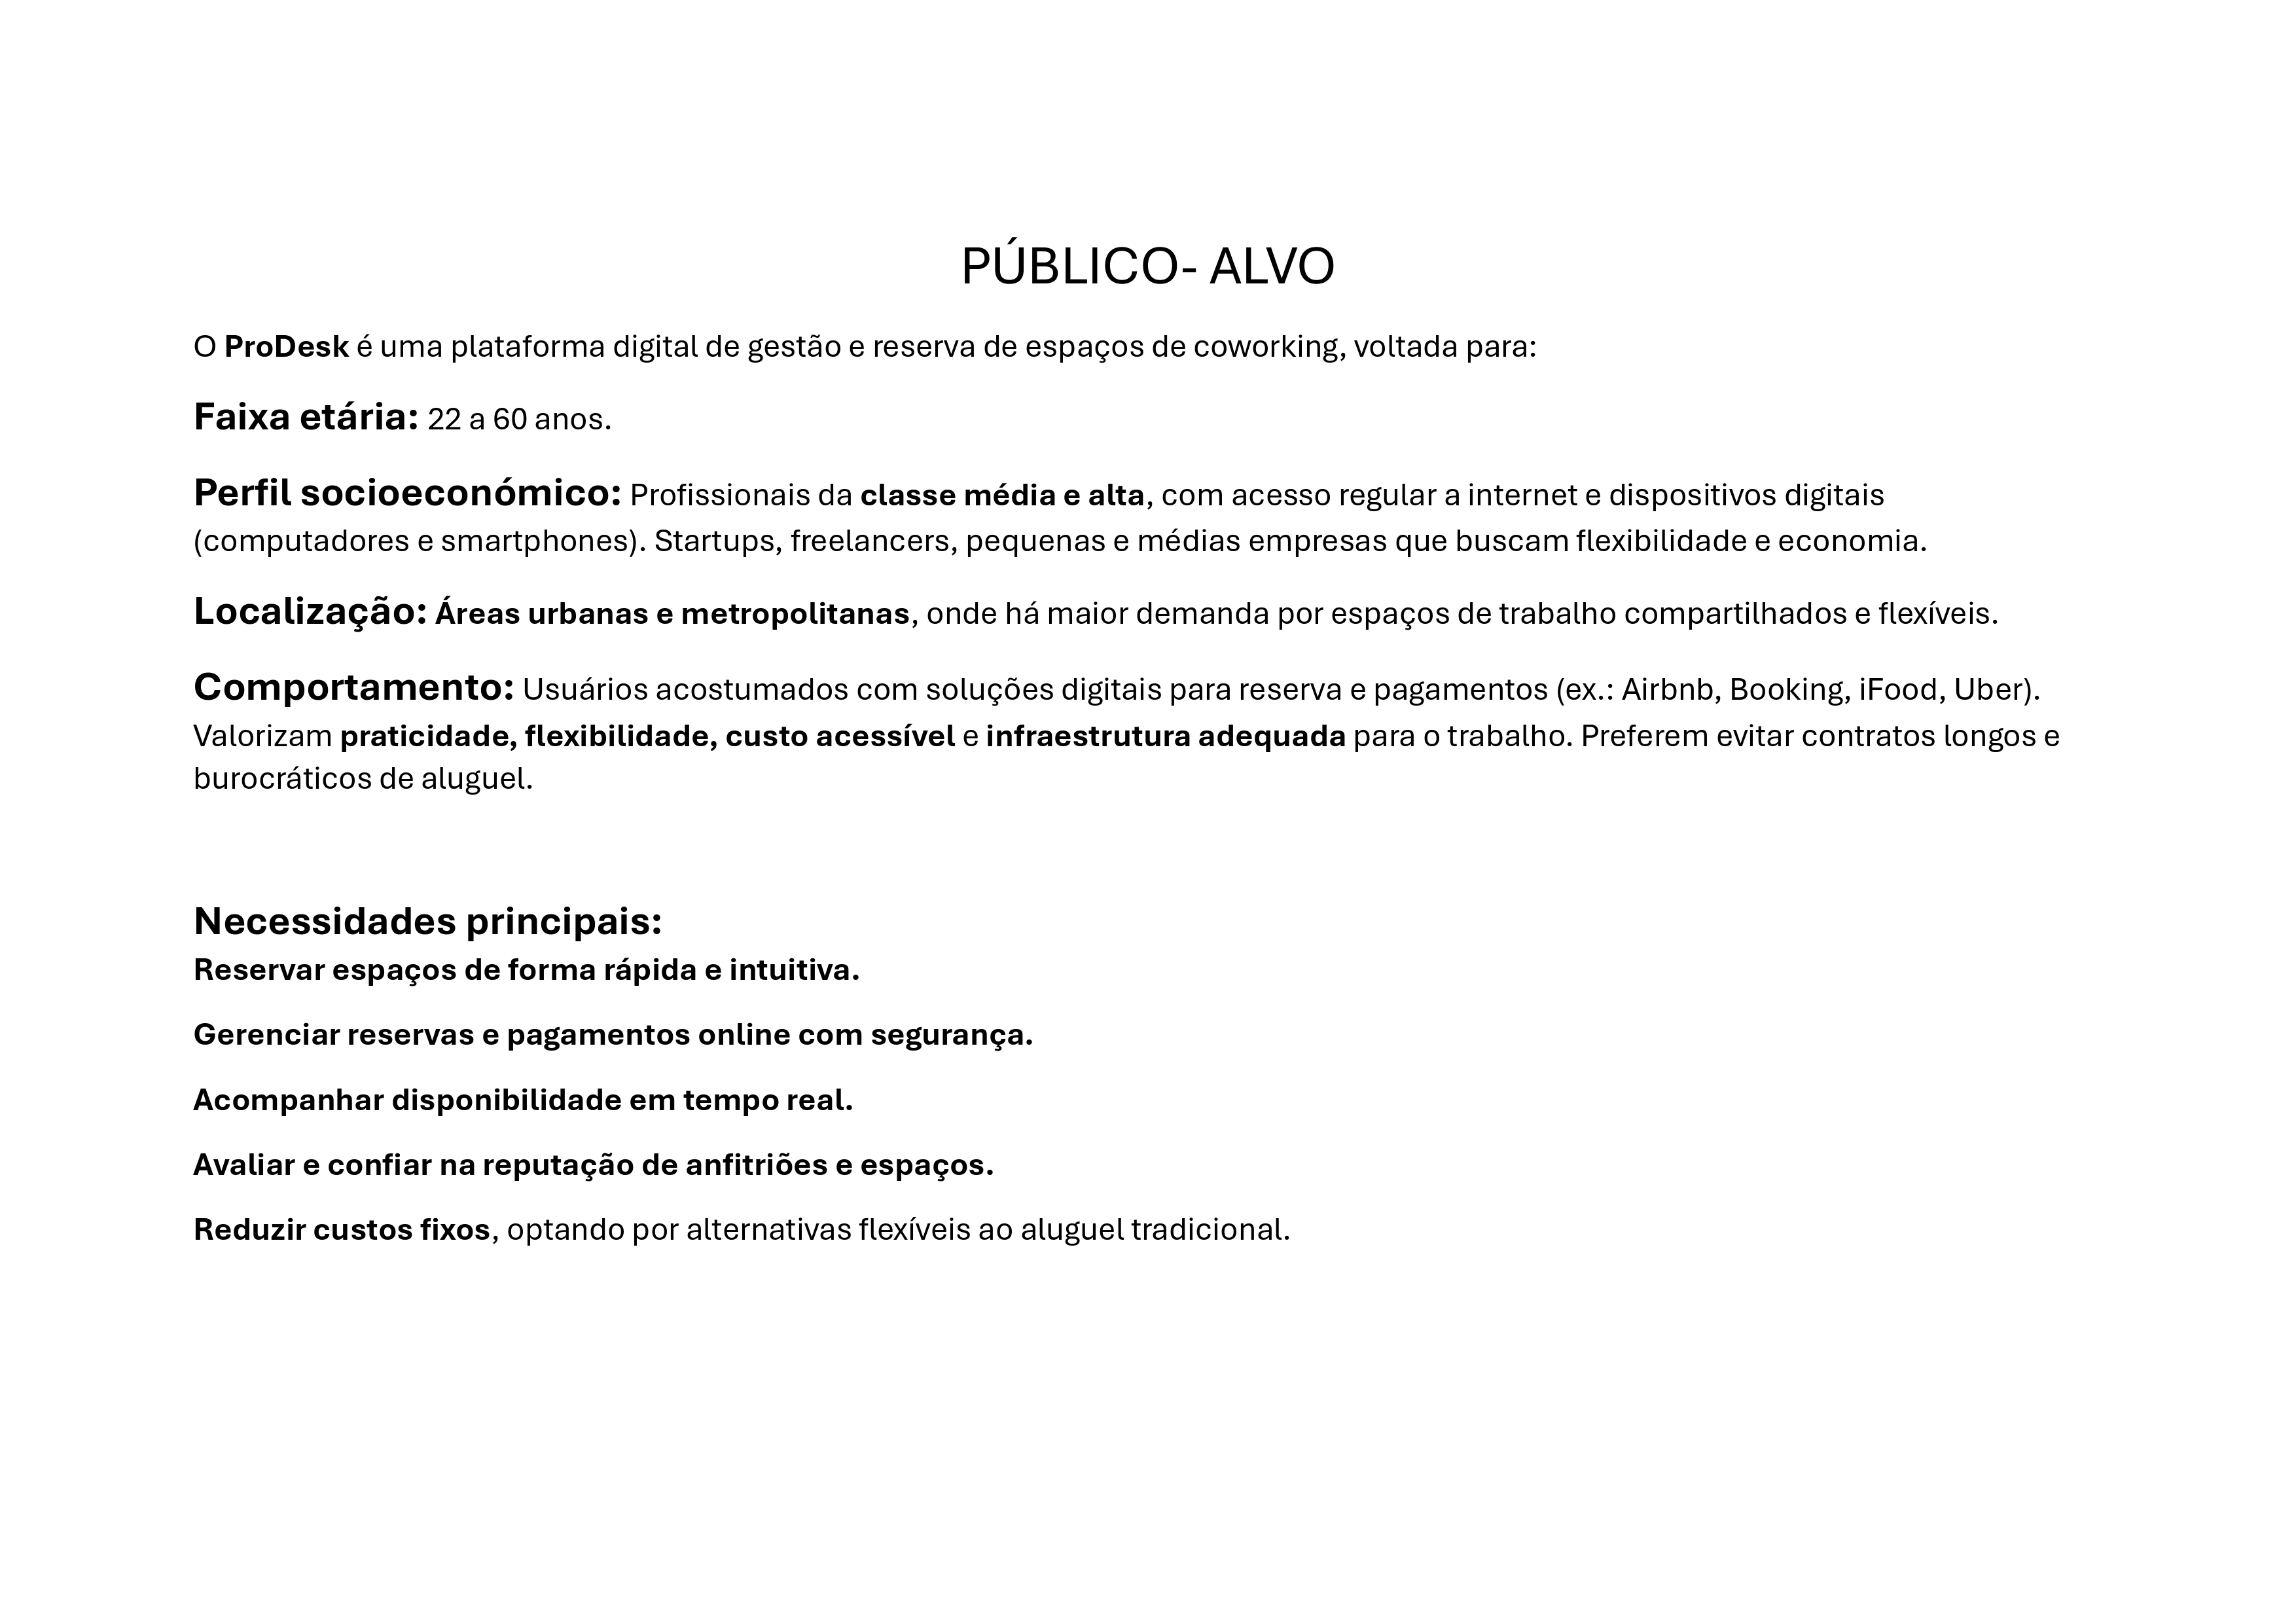 PÚBLICO- ALVO
O ProDesk é uma plataforma digital de gestão e reserva de espaços de coworking, voltada para:
Faixa etária: 22 a 60 anos.
Perfil socioeconómico: Profissionais da classe média e alta, com acesso regular a internet e dispositivos digitais
(computadores e smartphones). Startups, freelancers, pequenas e médias empresas que buscam flexibilidade e economia.
Localização: Áreas urbanas e metropolitanas, onde há maior demanda por espaços de trabalho compartilhados e flexíveis.
Comportamento: Usuários acostumados com soluções digitais para reserva e pagamentos (ex.: Airbnb, Booking, iFood, Uber).
Valorizam praticidade, flexibilidade, custo acessível e infraestrutura adequada para o trabalho. Preferem evitar contratos longos e
burocráticos de aluguel.
Necessidades principais:
Reservar espaços de forma rápida e intuitiva.
Gerenciar reservas e pagamentos online com segurança.
Acompanhar disponibilidade em tempo real.
Avaliar e confiar na reputação de anfitriões e espaços.
Reduzir custos fixos, optando por alternativas flexíveis ao aluguel tradicional.